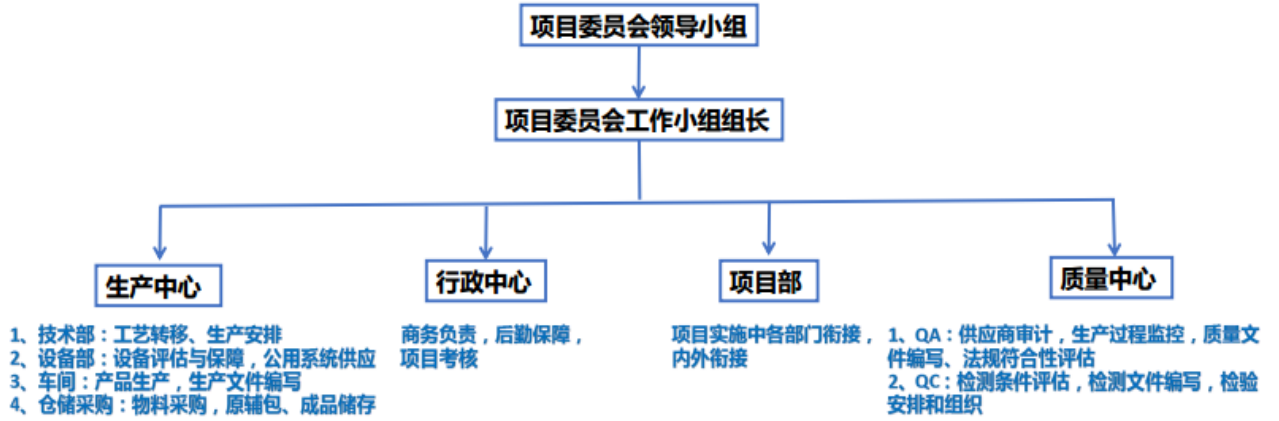 项目委员会领导小组
项目委员会工作小组组长
生产中心
行政中心
项目部
质量中心
1、技术部：工艺转移、生产安排
2、设备部：设备评估与保障，公用系统供应
3、车间：产品生产，生产文件编写
4、仓储采购：物料采购，原辅包、成品储存
商务负责，后勤保障，
项目考核
项目实施中各部门衔接，
内外衔接
1、QA：供应商审计，生产过程监控，质量文
件编写、法规符合性评估
2、QC：检测条件评估，检测文件编写，检验
安排和组织